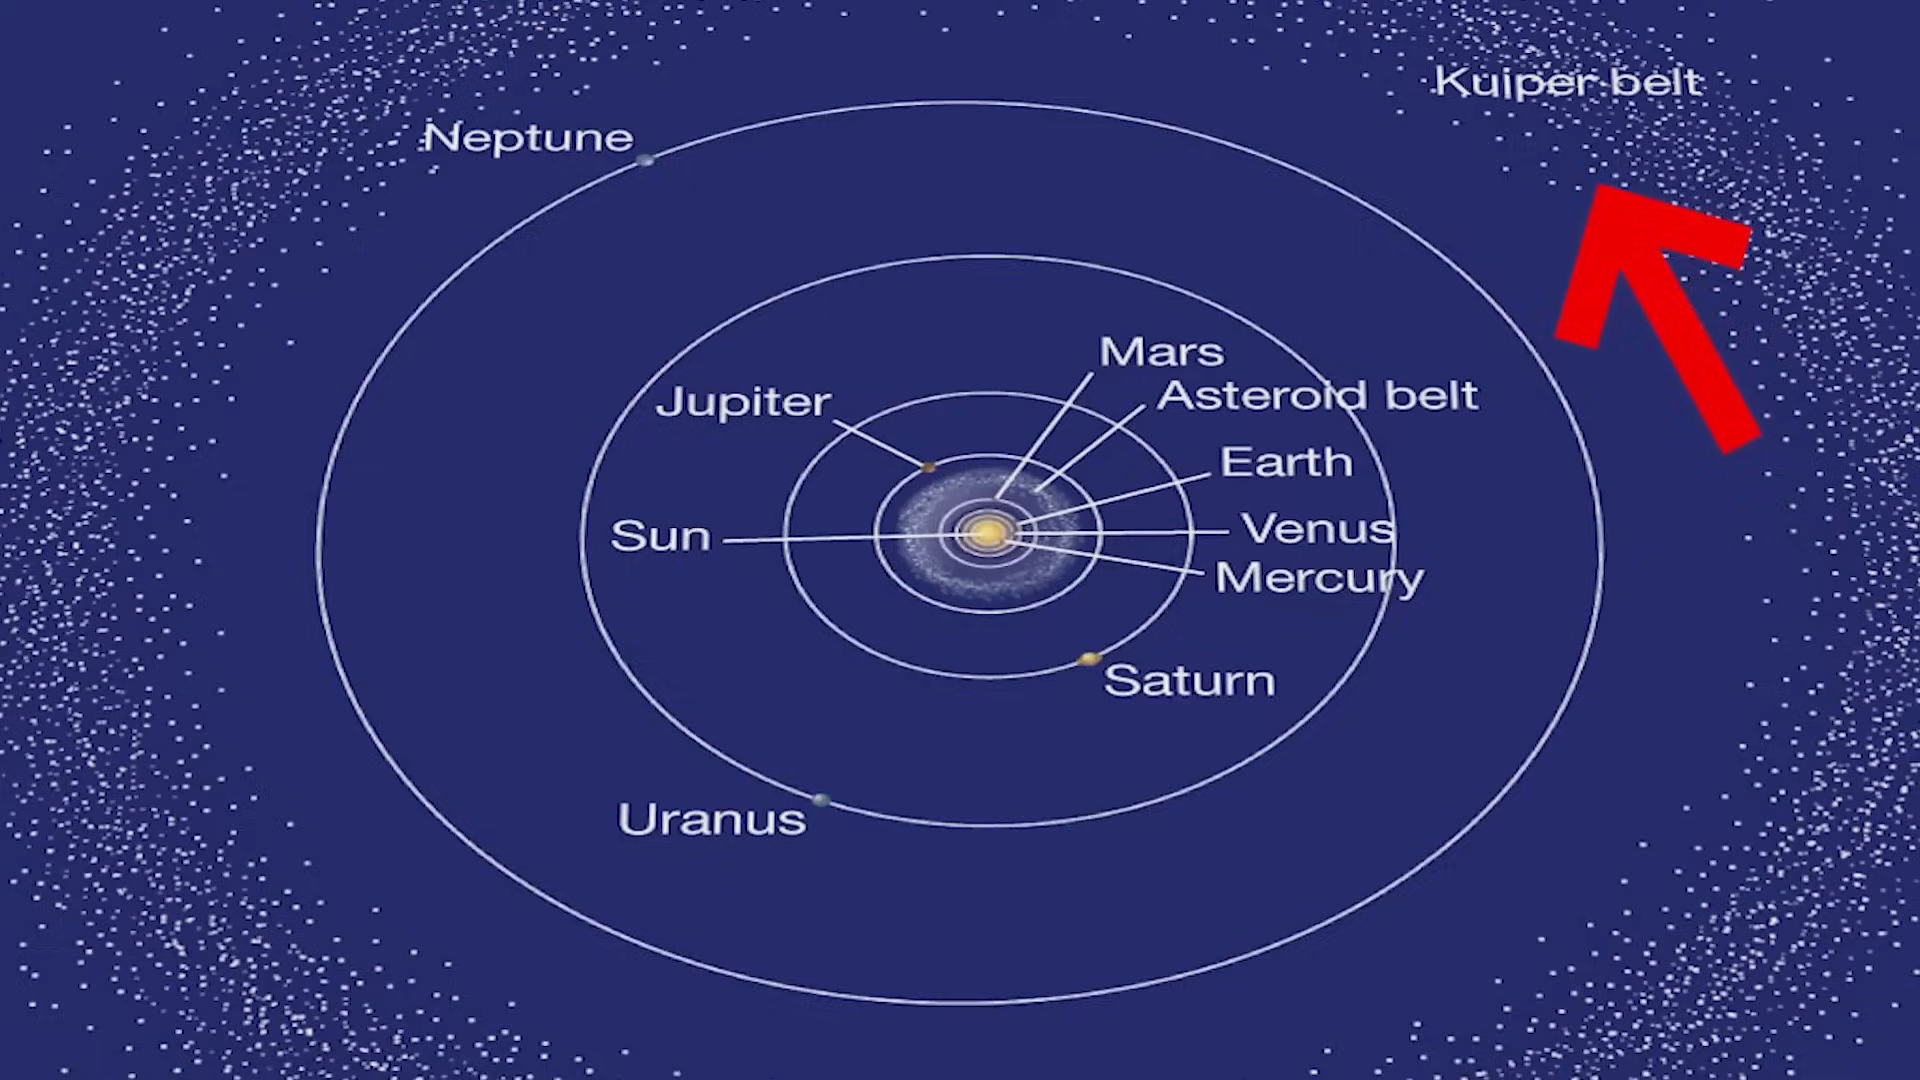 Kuiper belt
Neptune
Mars
Jupiter
Asteroid belt
Earth
Sun
Venus
Mercury
Saturn
Uranus